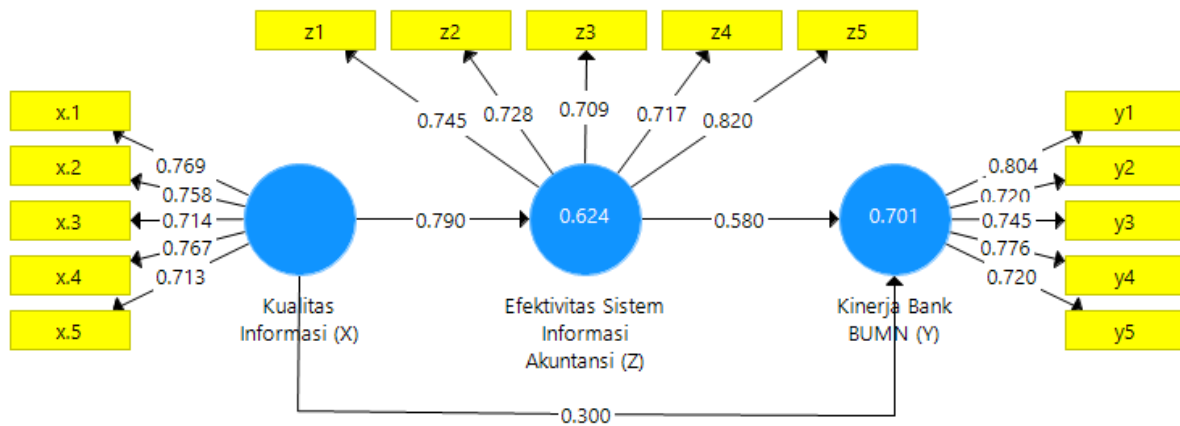 z1 z2 z3 z4 z5
0.745 0.728 0.709 0.717 0.820
x.1
x.2
x.3
x.4
x.5
0.769
0.758
0.714
0.767
0.713
0.790
0.624
0.580
0.701
0.804
0.720
0.745
0.776
0.720
y1
y2
y3
y4
y5
Kualitas
Informasi (X)
Efektivitas Sistem
Informasi
Akuntansi (Z)
Kinerja Bank
BUMN (Y)
0.300